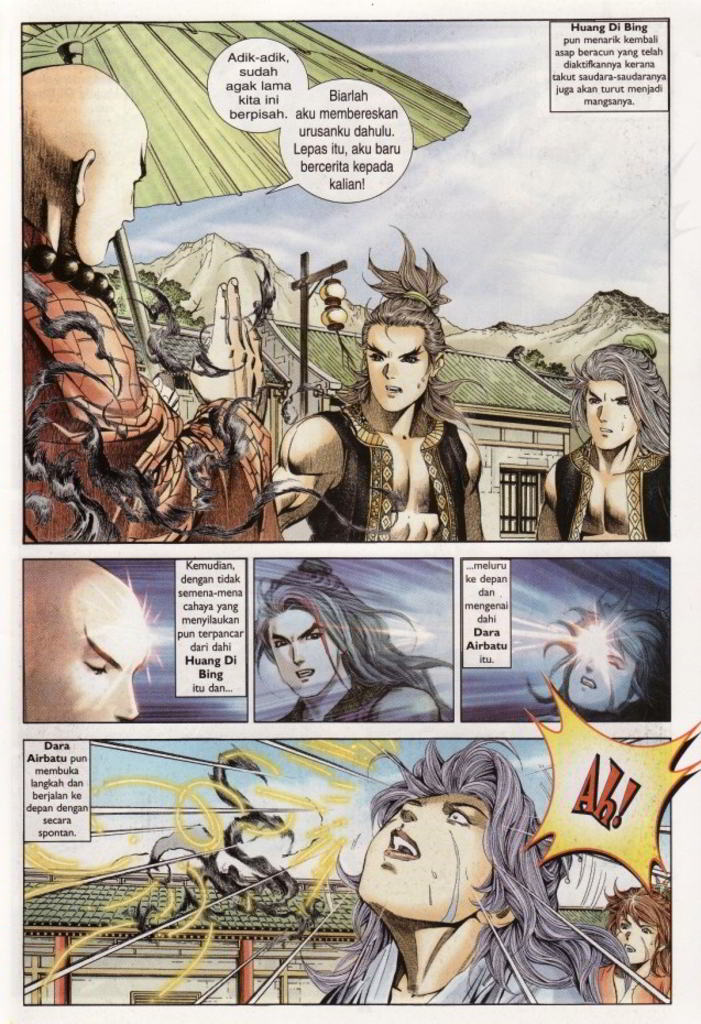 Adik-adik,
sudah
agak lama
kita ini
berpisah.
Biarlah
aku membereskan
urusanku dahulu.
Lepas itu, aku baru
bercerita kepada
kalian!
Huang Di Bing
pun menarik kembali
asap beracun yang telah
diaktifkannya kerana
takut saudara-saudaranya
juga akan turut menjadi
mangsanya.
Kemudian,
dengan tidak
semena-mena
cahaya yang
menyilaukan
pun terpancar
dari dahi
Huang Di
Bing
itu dan...
...meluru
ke depan
dan
mengenai
dahi
Dara
Airbatu
itu.
Dara
Airbatu pun
membuka
langkah dan
berjalan ke
depan dengan
secara
spontan.
Ah!